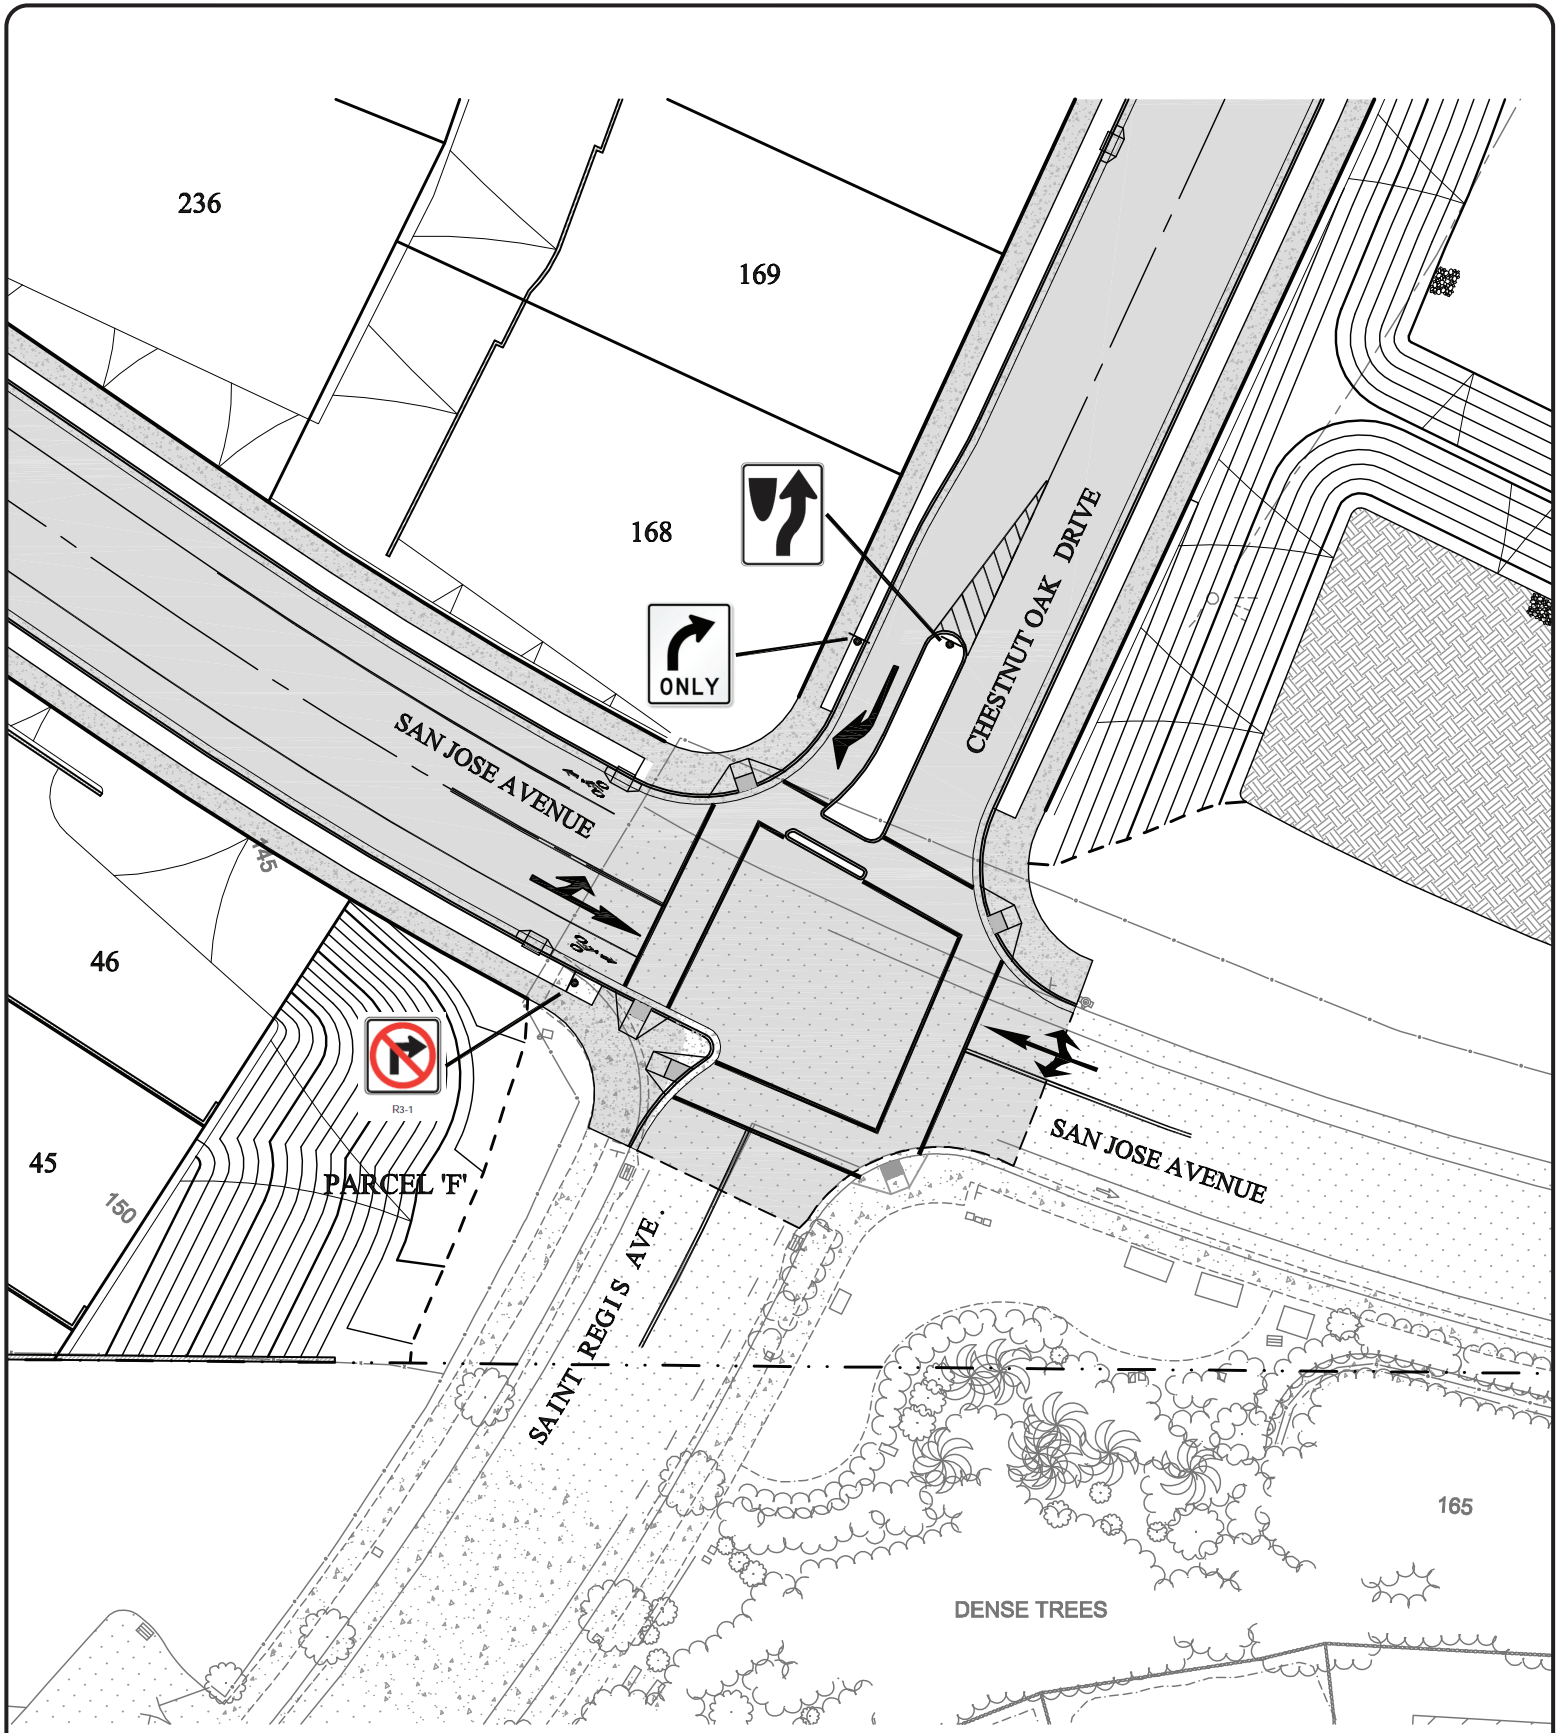 236
169
168
ONLY
CHESTNUT OAK DRIVE
SAN JOSE AVENUE
145
46
R3-1
45
PARCEL 'F'
150
SAN JOSE AVENUE
SAINT REGIS AVE.
165
DENSE TREES